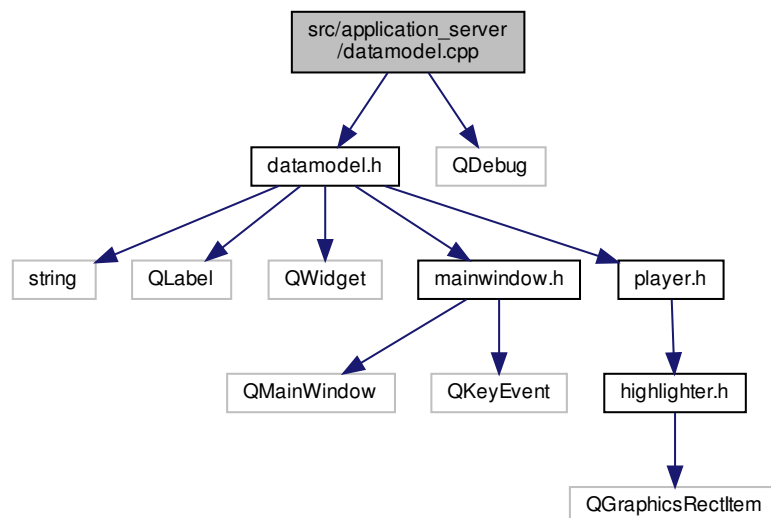 src/application_server
/datamodel.cpp
datamodel.h
QDebug
string
QLabel
QWidget
mainwindow.h
player.h
QMainWindow
QKeyEvent
highlighter.h
QGraphicsRectItem